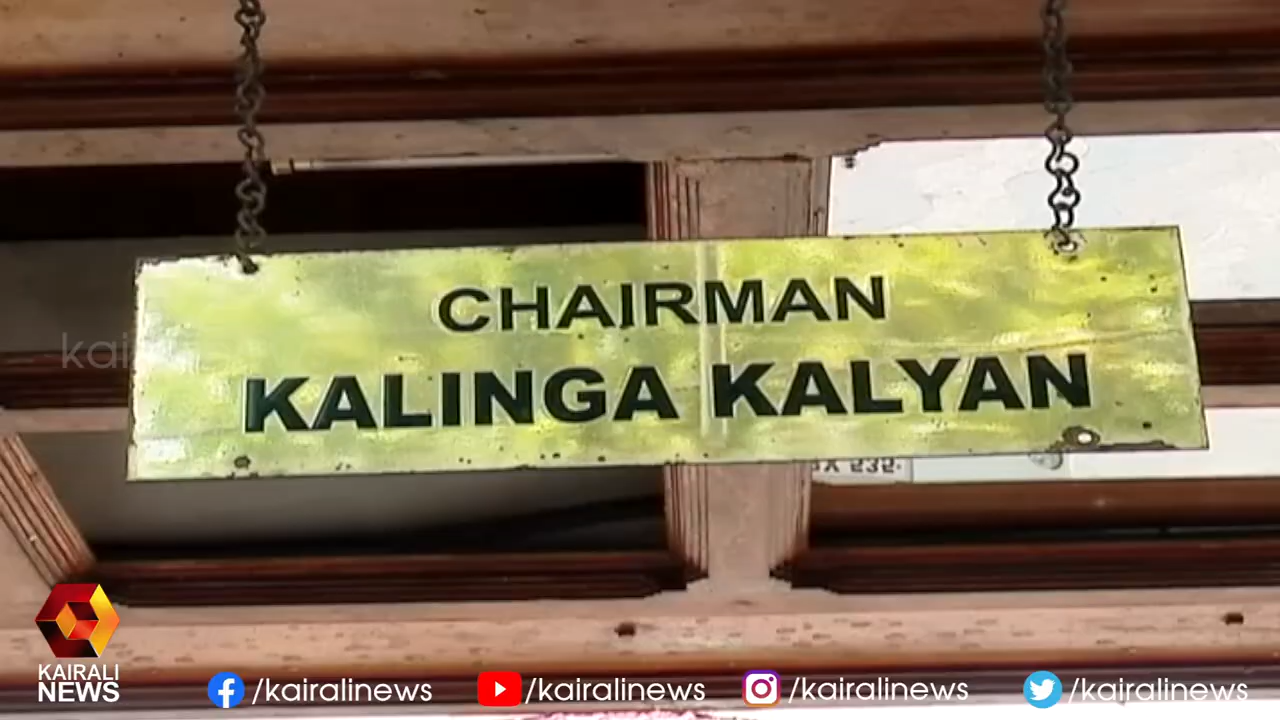 CHAIRMAN
KALINGA KALYAN
KAIRALI
NEWS
/kairalinews
/kairalinews
/kairalinews
/kairalinews